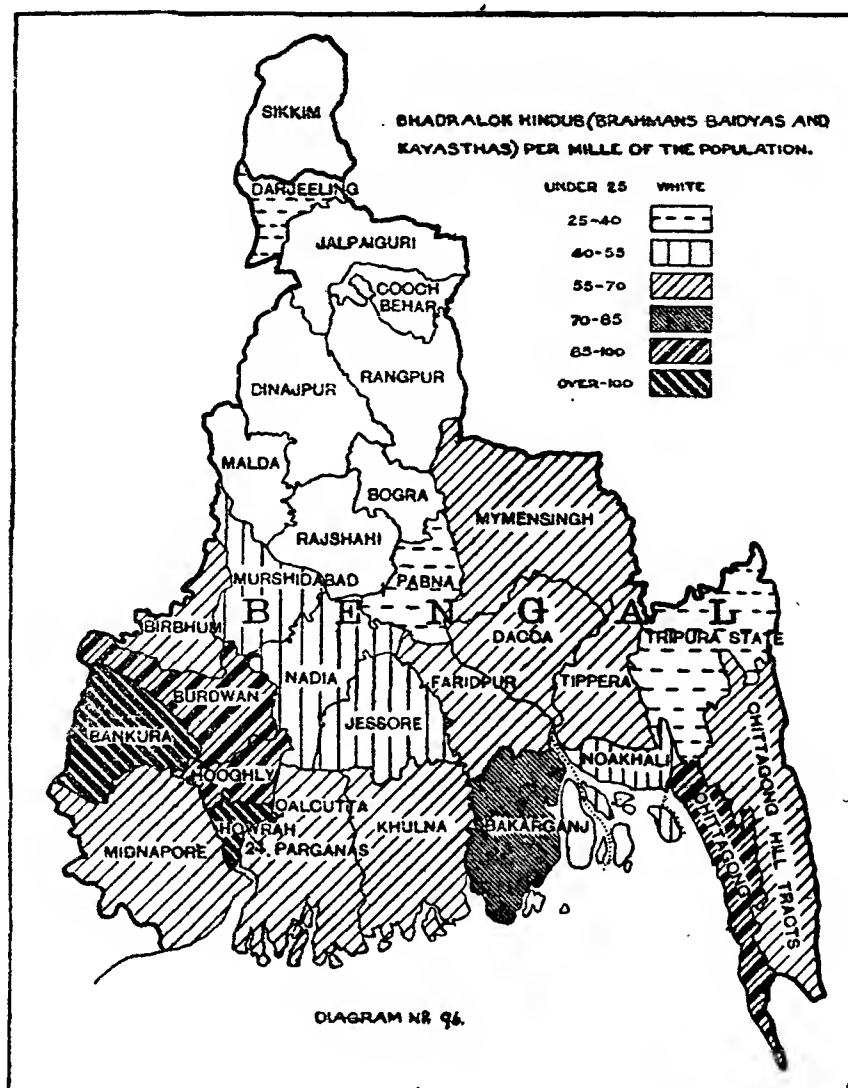 SIKKIM
BHADRALOK HINDUS (BRAHMANS BAIDYAS AND
KAYASTHAS) PER MILLE OF THE POPULATION.
UNDER 25 WHITE
25-40
40-55
55-70
70-85
85-100
OVER-100
DARJEELING
JALPAIGURI
COOCH
BEHAR
DINAJPUR
RANGPUR
MALDA
BOGRA
RAJSHAHI
MYMENSINGH
MURSHIDABAD
PABNA
BENGAL
BIRBHUM
DACCA
TRIPURA STATE
NADIA
FARIDPUR
TIPPERA
BURDWAN
BANKURA
JESSORE
NOAKHALI
HOOGHLY
CALCUTTA
HOWRAH
24. PARGANAS
KHULNA
BAKARGANJ
MIDNAPORE
CHITTAGONG
CHITTAGONG HILL TRACTS
DIAGRAM NR 96.